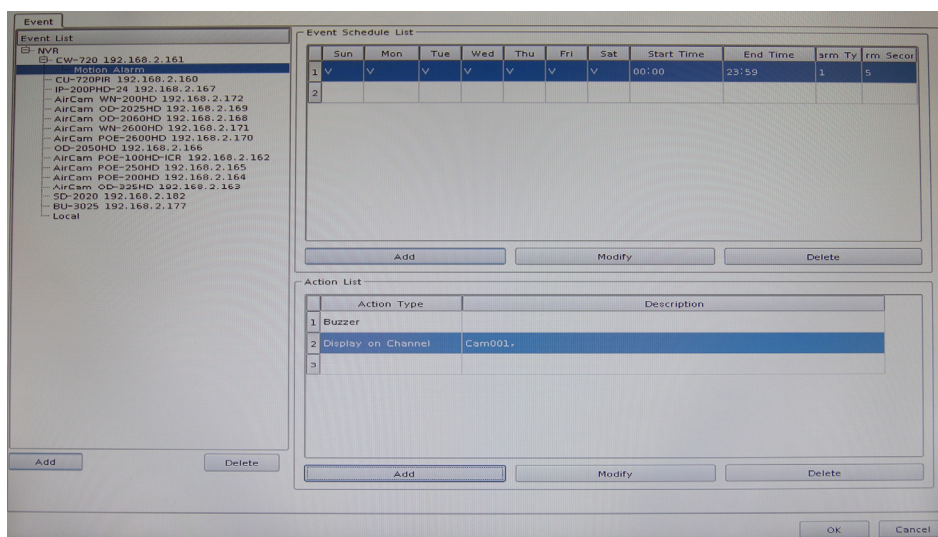 Event
Event List
NVR
CW-720 192.168.2.161
Motion Alarm
CU-720PIR 192.168.2.160
IP-200PHD-24 192.168.2.167
AirCam WN-200HD 192.168.2.172
AirCam OD-2025HD 192.168.2.169
AirCam OD-2060HD 192.168.2.168
AirCam WN-2600HD 192.168.2.171
AirCam POE-2600HD 192.168.2.170
OD-2050HD 192.168.2.166
AirCam POE-100HD-ICR 192.168.2.162
AirCam POE-250HD 192.168.2.165
AirCam POE-200HD 192.168.2.164
AirCam OD-325HD 192.168.2.163
SD-2020 192.168.2.182
BU-3025 192.168.2.177
Local
Add Delete
Event Schedule List
Sun Mon Tue Wed Thu Fri Sat Start Time End Time arm Ty rm Secor
1 V V V V V V V 00:00 23:59 1 5
2
Add Modify Delete
Action List
Action Type Description
1 Buzzer
2 Display on Channel Cam001,
3
Add Modify Delete
OK Cancel